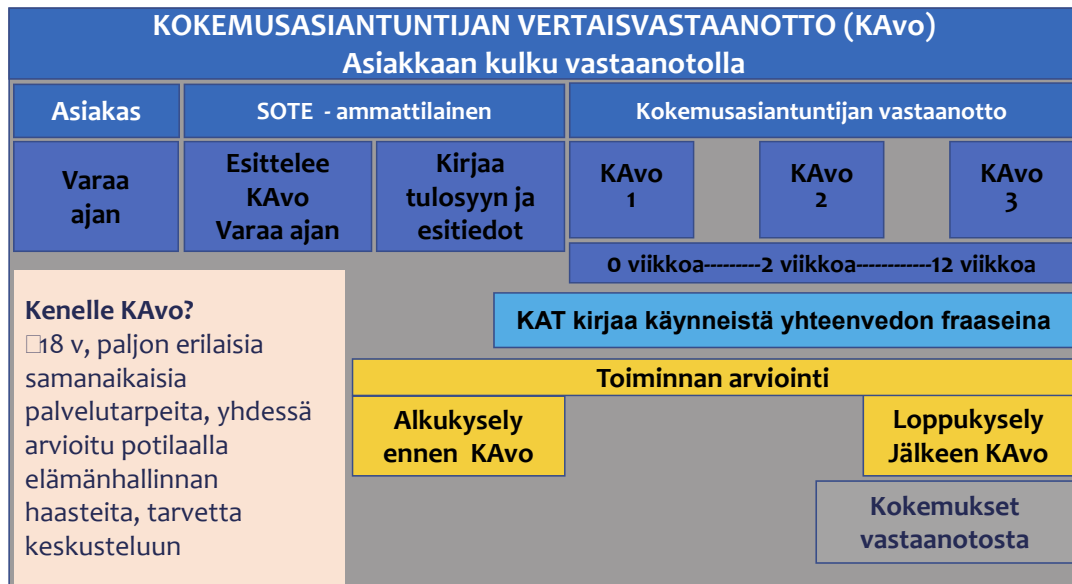 KOKEMUSASIANTUNTIJAN VERTAISVASTAANOTTO (KAvo)
Asiakkaan kulku vastaanotolla
Asiakas
SOTE - ammattilainen
Kokemusasiantuntijan vastaanotto
Varaa
ajan
Esittelee
KAvo
Varaa ajan
Kirjaa
tulosyyn ja
esitiedot
KAvo
1
KAvo
2
KAvo
3
0 viikkoa---------2 viikkoa------------12 viikkoa
KAT kirjaa käynneistä yhteenvedon fraaseina
Kenelle KAvo?
□18 v, paljon erilaisia
samanaikaisia
palvelutarpeita, yhdessä
arvioitu potilaalla
elämänhallinnan
haasteita, tarvetta
keskusteluun
Toiminnan arviointi
Alkukysely
ennen KAvo
Loppukysely
Jälkeen KAvo
Kokemukset
vastaanotosta